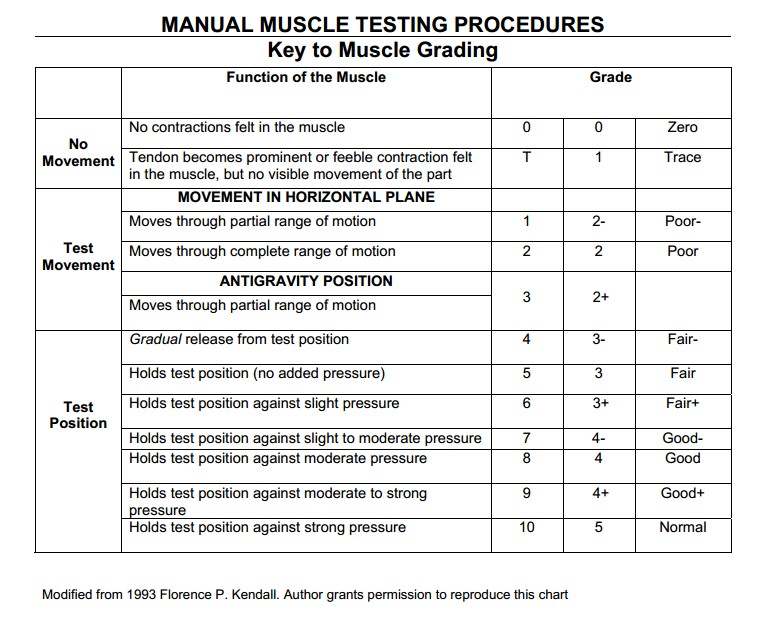 MANUAL MUSCLE TESTING PROCEDURES
Key to Muscle Grading
Function of the Muscle Grade
No Movement
No contractions felt in the muscle 0 0 Zero
Tendon becomes prominent or feeble contraction felt
in the muscle, but no visible movement of the part T 1 Trace
Test Movement
MOVEMENT IN HORIZONTAL PLANE
Moves through partial range of motion 1 2- Poor-
Moves through complete range of motion 2 2 Poor
ANTIGRAVITY POSITION
Moves through partial range of motion 3 2+
Test Position
Gradual release from test position 4 3- Fair-
Holds test position (no added pressure) 5 3 Fair
Holds test position against slight pressure 6 3+ Fair+
Holds test position against slight to moderate pressure 7 4- Good-
Holds test position against moderate pressure 8 4 Good
Holds test position against moderate to strong
pressure 9 4+ Good+
Holds test position against strong pressure 10 5 Normal
Modified from 1993 Florence P. Kendall. Author grants permission to reproduce this chart